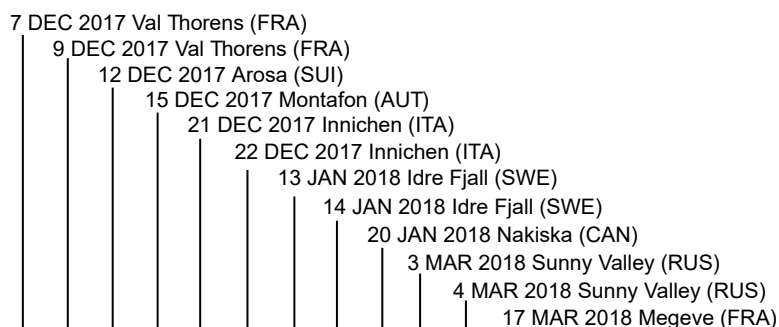 7 DEC 2017 Val Thorens (FRA)
9 DEC 2017 Val Thorens (FRA)
12 DEC 2017 Arosa (SUI)
15 DEC 2017 Montafon (AUT)
21 DEC 2017 Innichen (ITA)
22 DEC 2017 Innichen (ITA)
13 JAN 2018 Idre Fjall (SWE)
14 JAN 2018 Idre Fjall (SWE)
20 JAN 2018 Nakiska (CAN)
3 MAR 2018 Sunny Valley (RUS)
4 MAR 2018 Sunny Valley (RUS)
17 MAR 2018 Megeve (FRA)